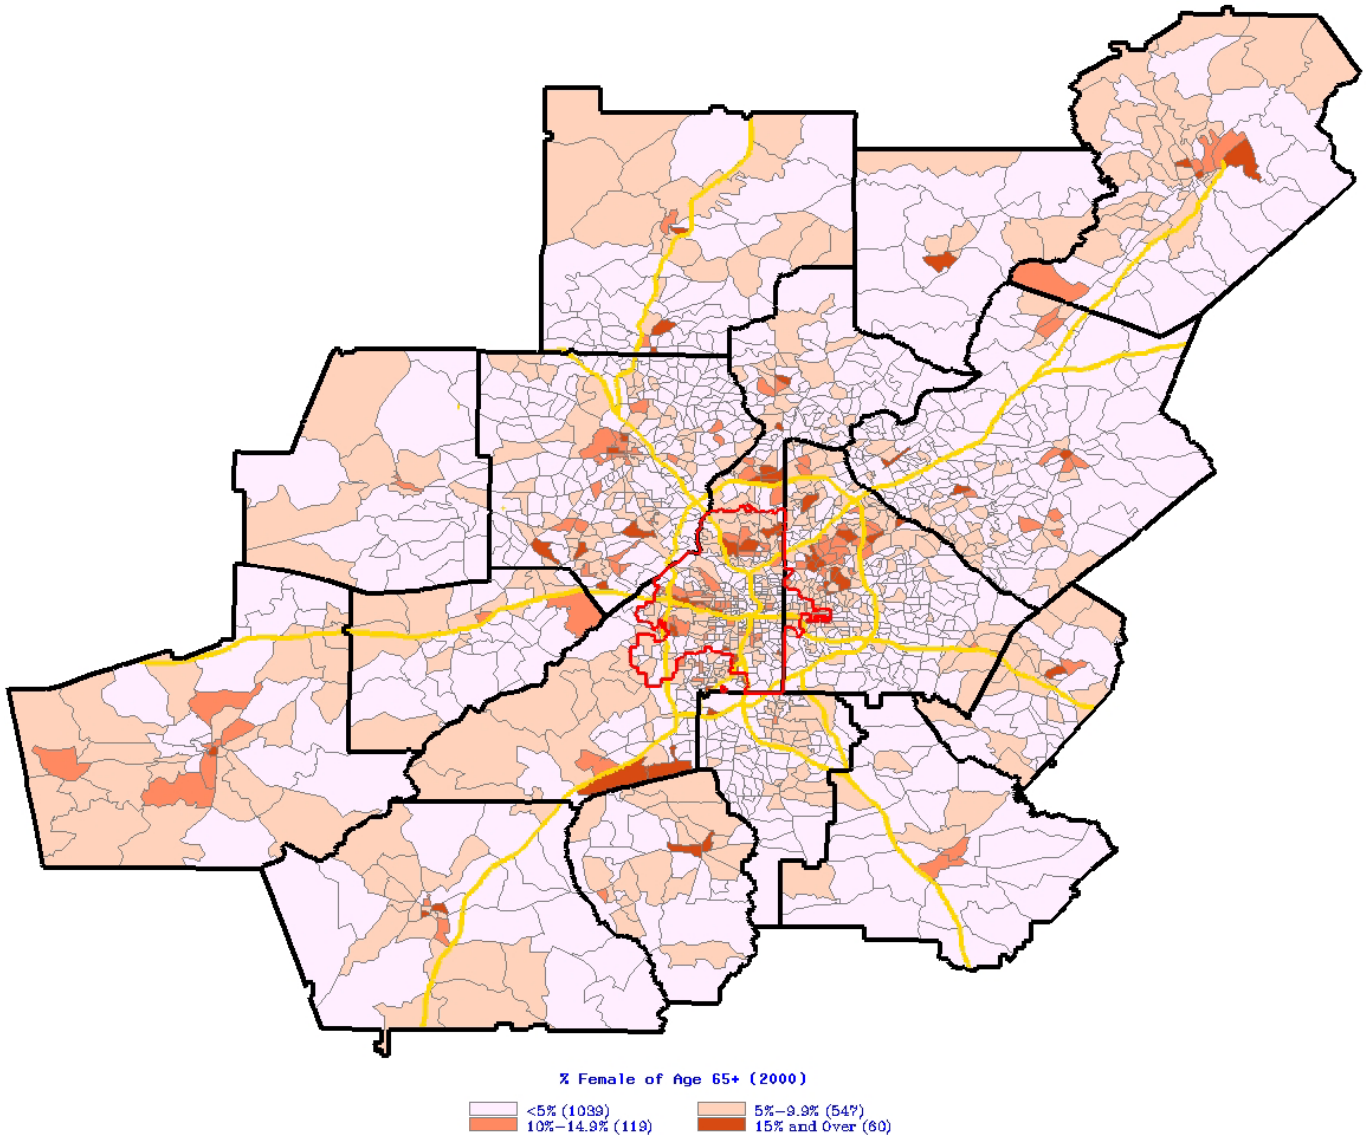 % Female of Age 65+ (2000)
<5% (1039)
5%-9.9% (547)
10%-14.9% (119)
15% and Over (60)